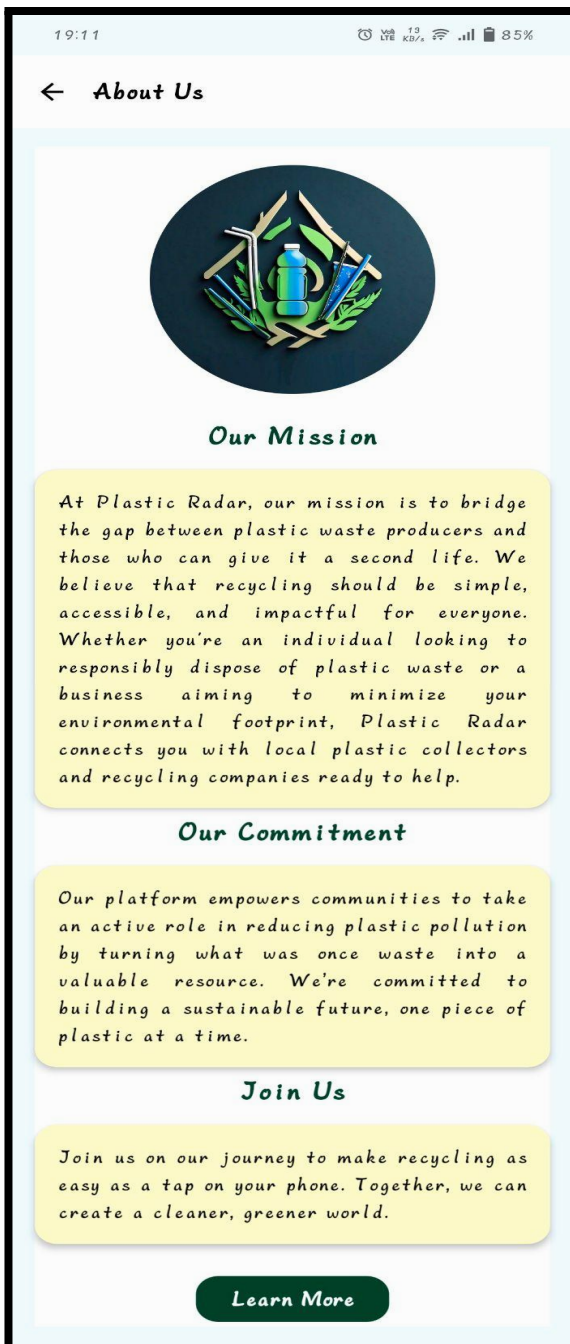 19:11
Vo) LTE 19 KB/s 85%
About Us
Our Mission
At Plastic Radar, our mission is to bridge
the gap between plastic waste producers and
those who can give it a second life. We
believe that recycling should be simple,
accessible, and impactful for everyone.
Whether you're an individual looking to
responsibly dispose of plastic waste or a
business aiming to minimize your
environmental footprint, Plastic Radar
connects you with local plastic collectors
and recycling companies ready to help.
Our Commitment
Our platform empowers communities to take
an active role in reducing plastic pollution
by turning what was once waste into a
valuable resource. We're committed to
building a sustainable future, one piece of
plastic at a time.
Join Us
Join us on our journey to make recycling as
easy as a tap on your phone. Together, we can
create a cleaner, greener world.
Learn More